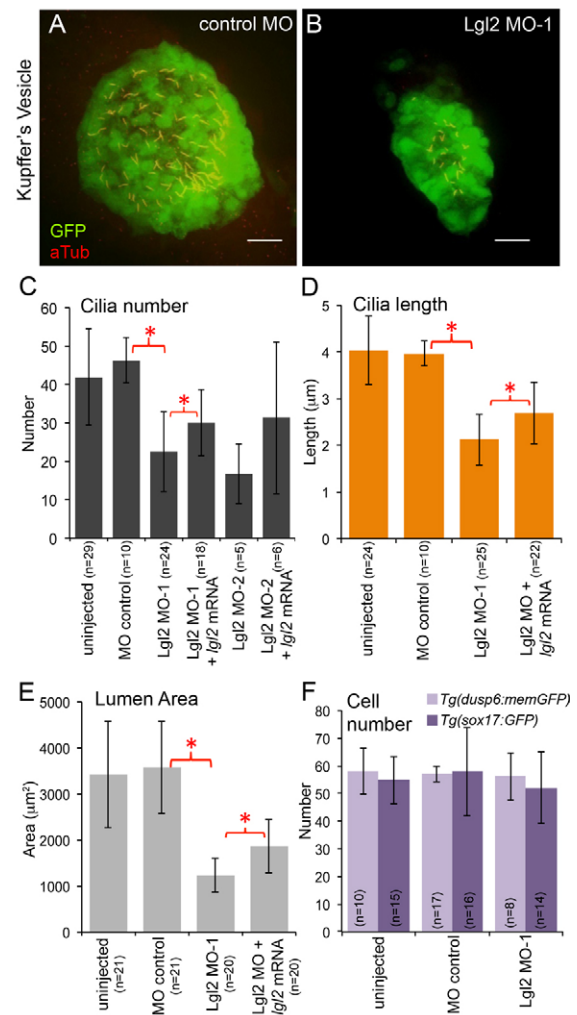 A control MO
B Lgl2 MO-1
Kupffer's Vesicle
GFP
aTub
C Cilia number
60
50
40
30
20
10
0
Number
*
*
uninjected (n=29)
MO control (n=10)
Lgl2 MO-1 (n=24)
Lgl2 MO-1 (n=18)
+ lgl2 mRNA
Lgl2 MO-2 (n=5)
Lgl2 MO-2 (n=6)
+ lgl2 mRNA
D Cilia length
5
4
3
2
1
0
Length (μm)
*
*
uninjected (n=24)
MO control (n=10)
Lgl2 MO-1 (n=25)
Lgl2 MO + (n=22)
lgl2 mRNA
E Lumen Area
5000
4000
3000
2000
1000
0
Area (μm²)
*
*
uninjected
(n=21)
MO control
(n=21)
Lgl2 MO-1
(n=20)
Lgl2 MO +
lgl2 mRNA
(n=20)
F Cell
number
Tg(dusp6:memGFP)
Tg(sox17:GFP)
80
70
60
50
40
30
20
10
0
Number
(n=10)
(n=15)
(n=17)
(n=16)
(n=8)
(n=14)
uninjected
MO control
Lgl2 MO-1